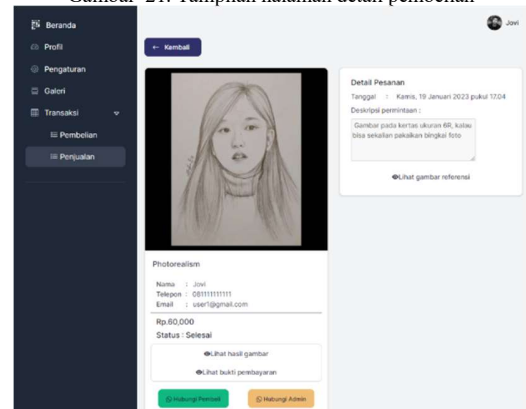 Gambar 21. Tampilan halaman detail pembelian
Beranda
Profil
Pengaturan
Galeri
Transaksi
Pembelian
Penjualan
Jovi
← Kembali
Photorealism
Nama : Jovi
Telepon : 081111111111
Email : user1@gmail.com
Rp.60,000
Status : Selesai
Lihat hasil gambar
Lihat bukti pembayaran
Hubungi Pembeli
Hubungi Admin
Detail Pesanan
Tanggal : Kamis, 19 Januari 2023 pukul 17.04
Deskripsi permintaan :
Gambar pada kertas ukuran 6R, kalau
bisa sekalian pakaikan bingkai foto
Lihat gambar referensi